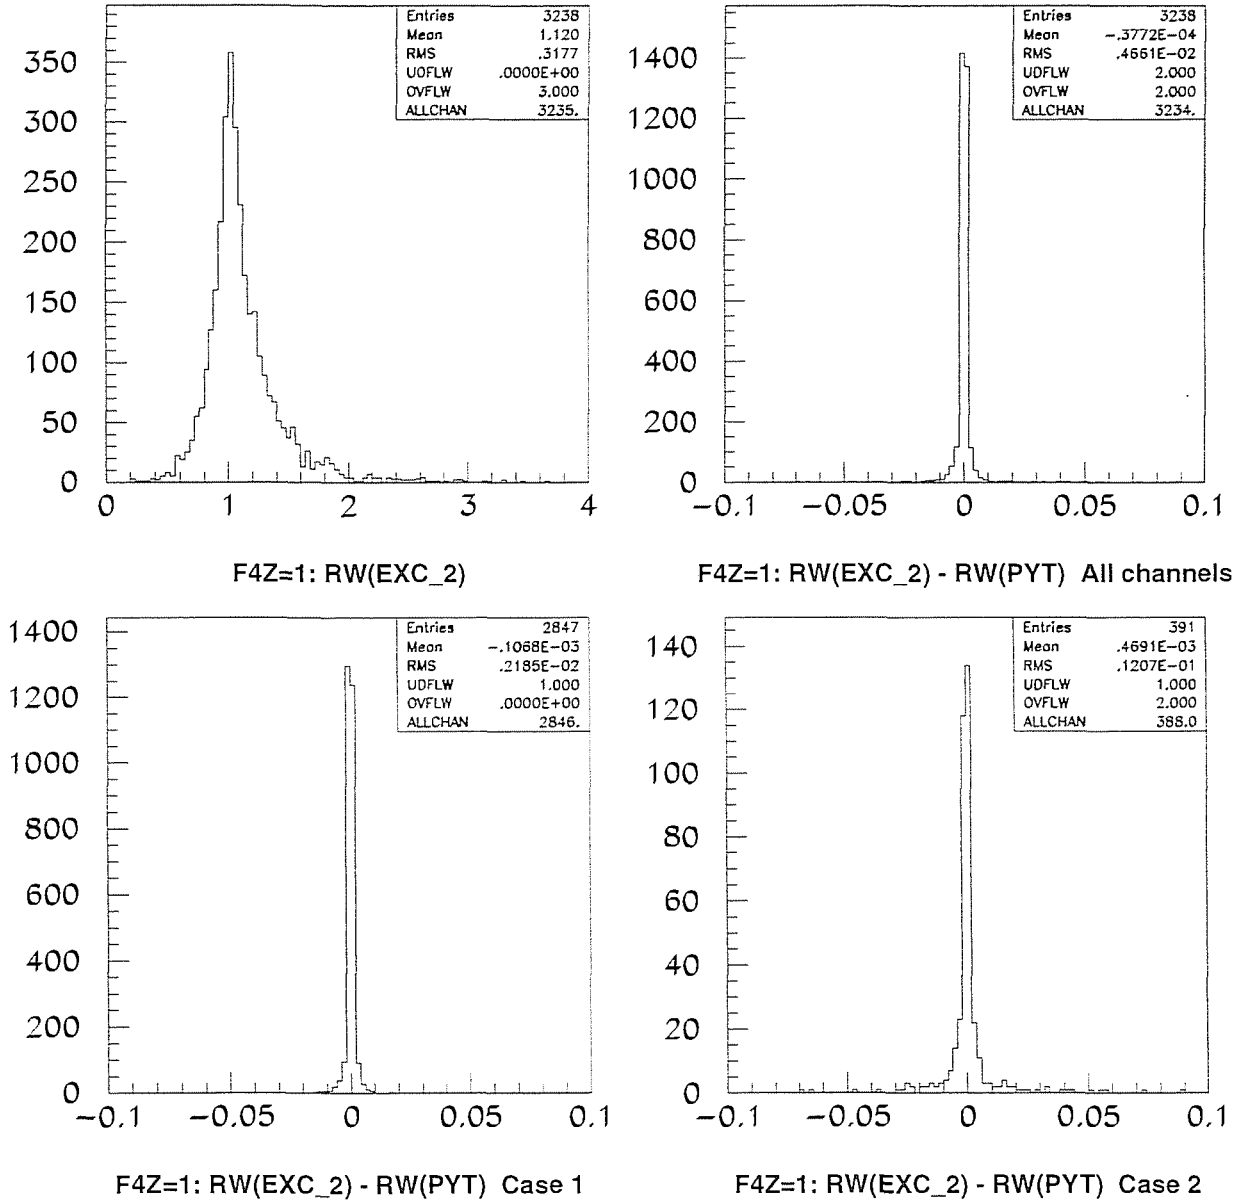 Entries 3238
Mean 1.120
RMS .3177
UDFLW .0000E+00
OVFLW 3.000
ALLCHAN 3235.
350
300
250
200
150
100
50
0
0 1 2 3 4
F4Z=1: RW(EXC_2)
Entries 3238
Mean -.3772E-04
RMS .4661E-02
UDFLW 2.000
OVFLW 2.000
ALLCHAN 3234.
1400
1200
1000
800
600
400
200
0
-0.1 -0.05 0 0.05 0.1
F4Z=1: RW(EXC_2) - RW(PYT) All channels
Entries 2847
Mean -.1068E-03
RMS .2185E-02
UDFLW 1.000
OVFLW .0000E+00
ALLCHAN 2846.
1400
1200
1000
800
600
400
200
0
-0.1 -0.05 0 0.05 0.1
F4Z=1: RW(EXC_2) - RW(PYT) Case 1
Entries 391
Mean .4691E-03
RMS .1207E-01
UDFLW 1.000
OVFLW 2.000
ALLCHAN 388.0
140
120
100
80
60
40
20
0
-0.1 -0.05 0 0.05 0.1
F4Z=1: RW(EXC_2) - RW(PYT) Case 2